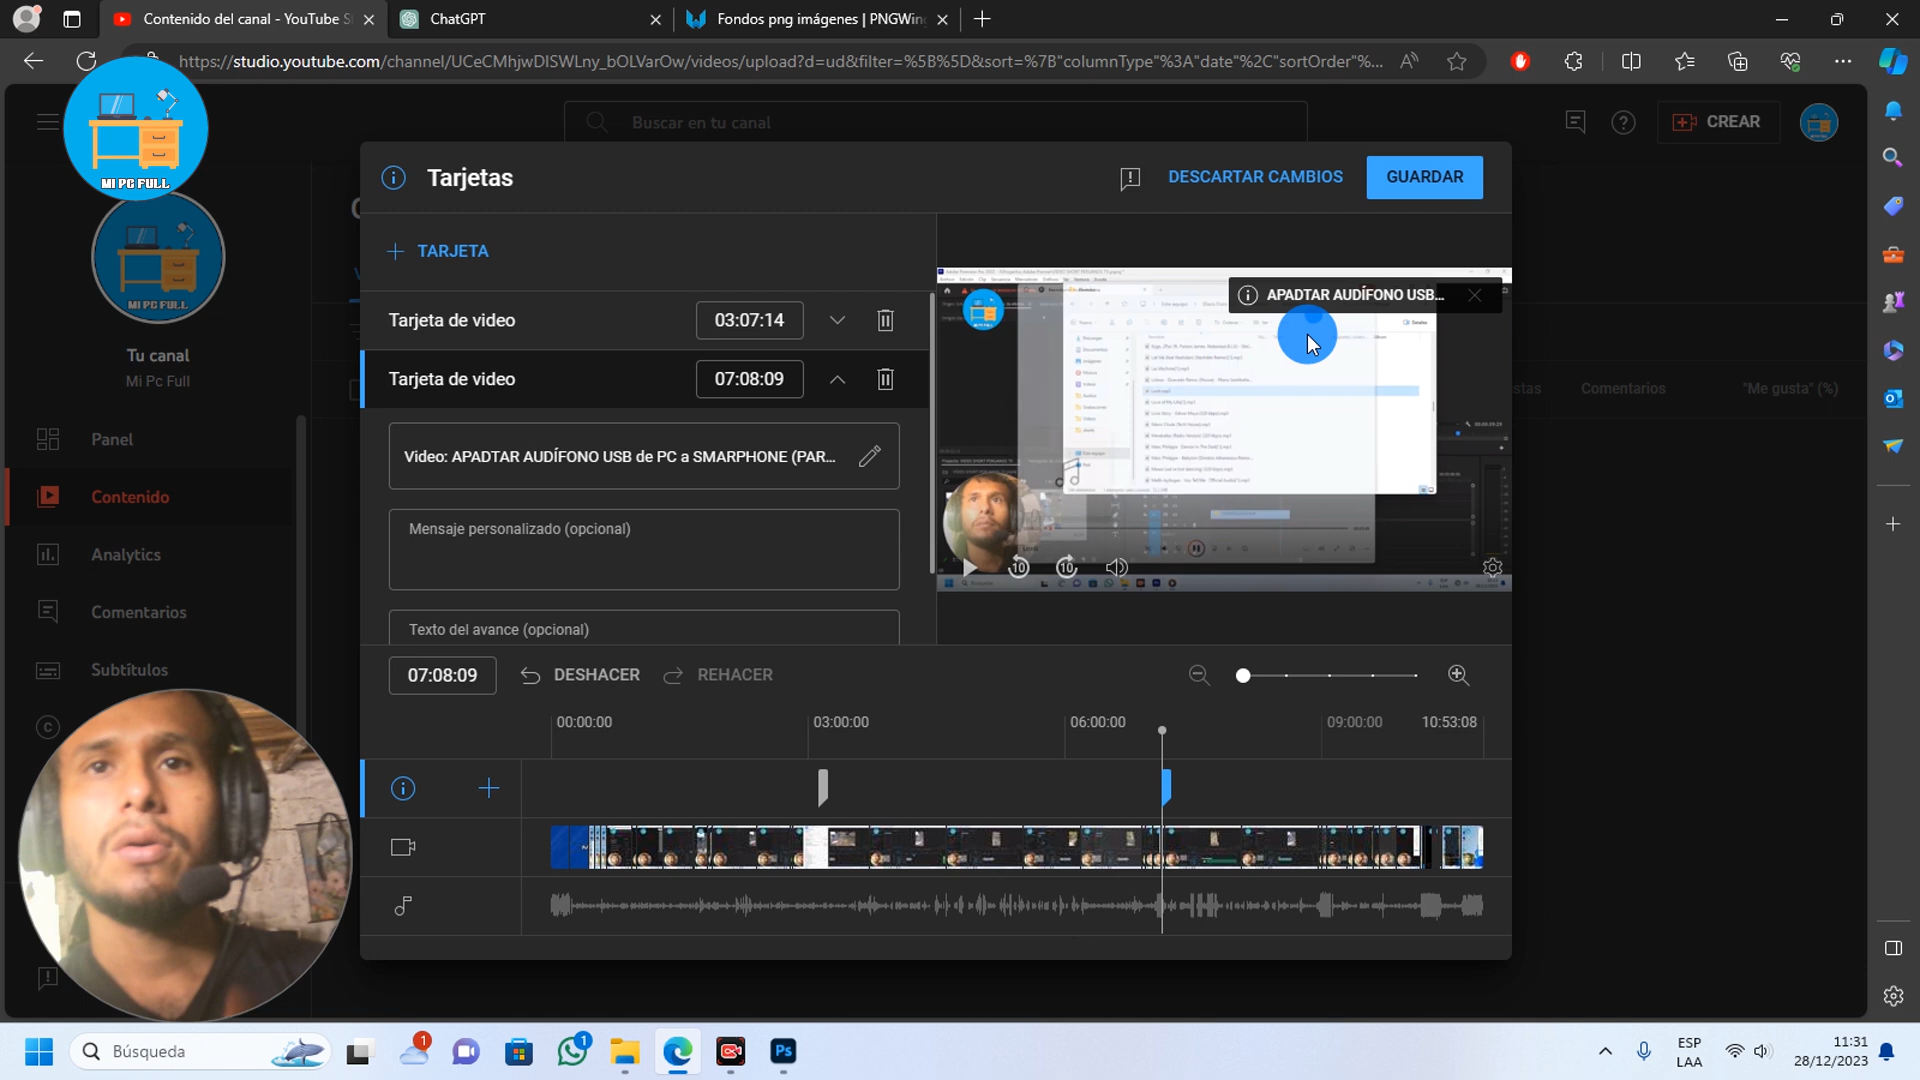 Contenido del canal - YouTube S
ChatGPT
Fondos png imágenes | PNGWin
https://studio.youtube.com/channel/UCeCMhjwDISWLny_bOLVarOw/videos/upload?d=ud&filter=%5B%5D&sort=%7B"columnType"%3A"date"%2C"sortOrder"%...
MI PC FULL
Buscar en tu canal
CREAR
Tarjetas
DESCARTAR CAMBIOS
GUARDAR
TARJETA
Tarjeta de video
03:07:14
Tarjeta de video
07:08:09
Video: APADTAR AUDÍFONO USB de PC a SMARPHONE (PAR...
Mensaje personalizado (opcional)
Texto del avance (opcional)
APADTAR AUDÍFONO USB...
MI PC FULL
Tu canal
Mi Pc Full
Panel
Contenido
Analytics
Comentarios
Subtítulos
stas
Comentarios
"Me gusta" (%)
10
10
07:08:09
DESHACER
REHACER
00:00:00
03:00:00
06:00:00
09:00:00
10:53:08
Búsqueda
1
1
Ps
ESP
LAA
11:31
28/12/2023